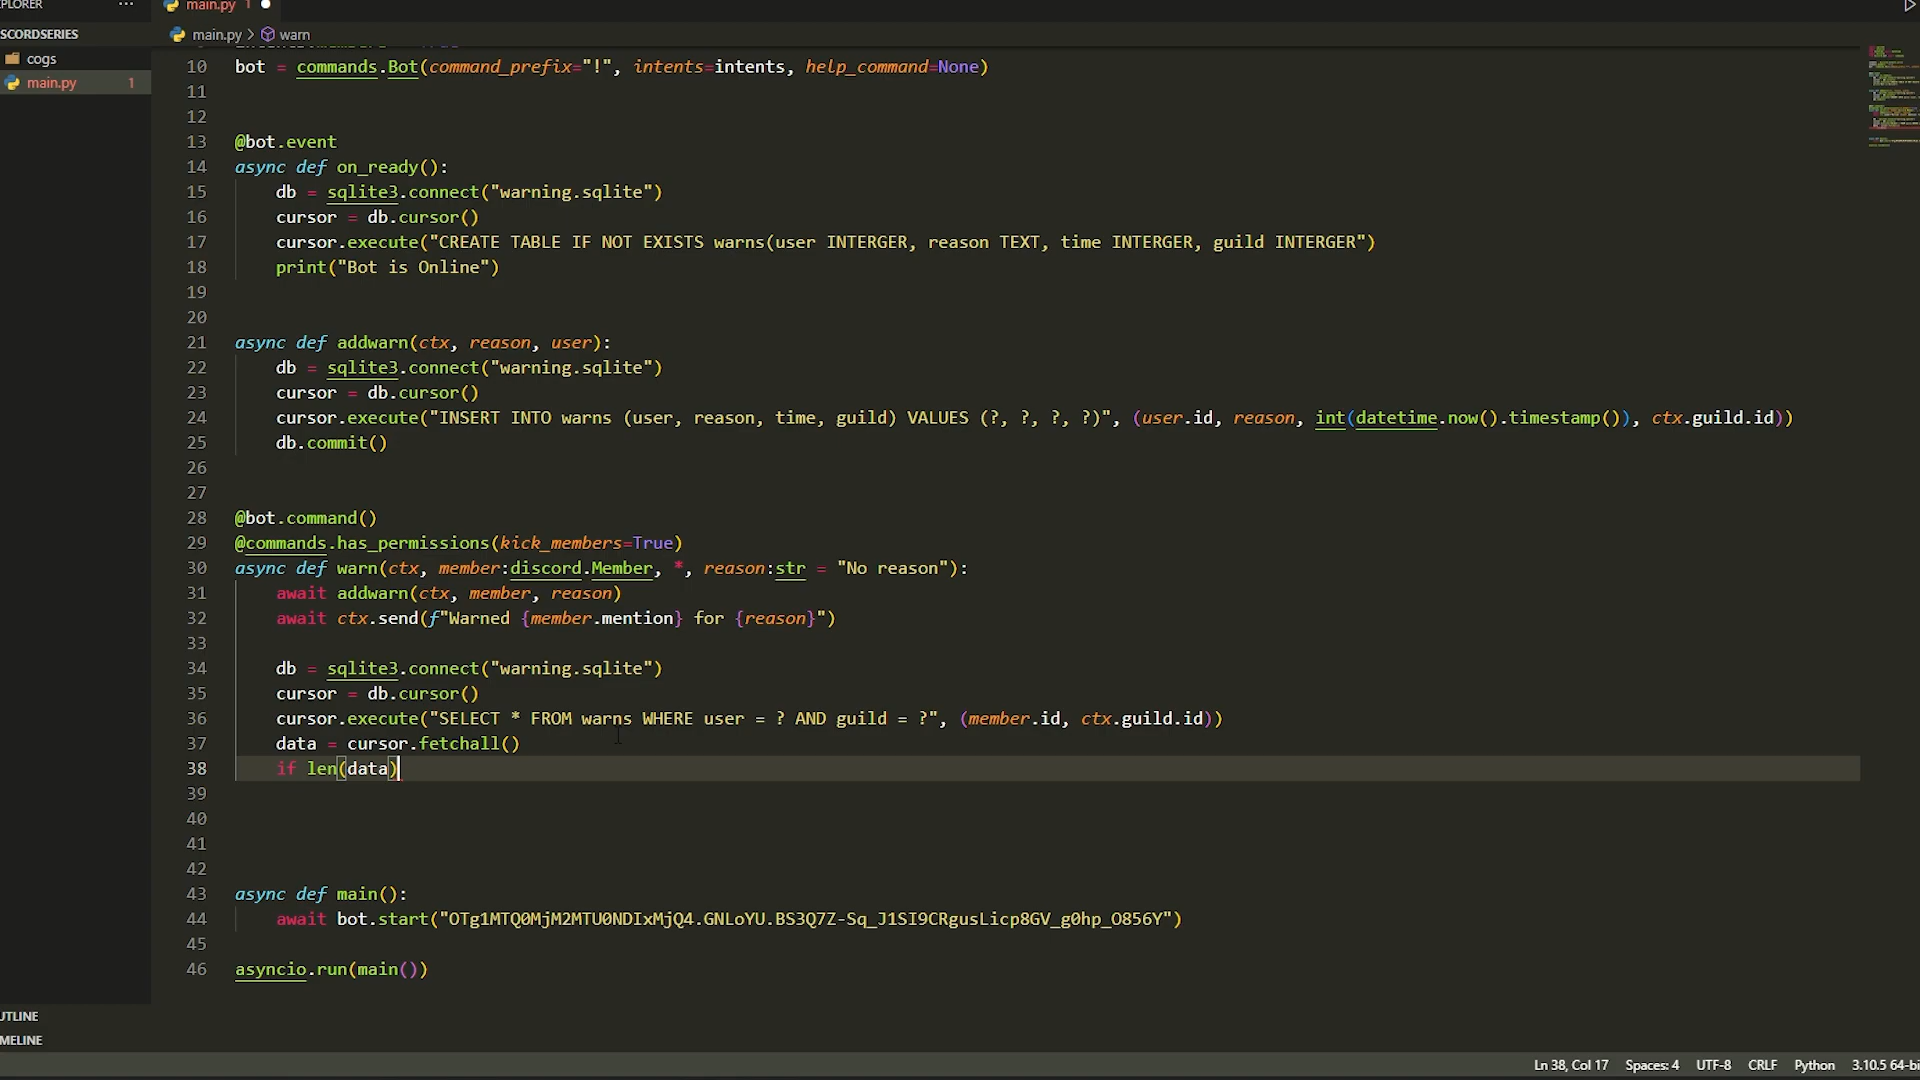 PLORER ...
main.py 1
SCORDSERIES
main.py > warn
cogs
main.py 1
10 bot = commands.Bot(command_prefix="!", intents=intents, help_command=None)
11
12
13 @bot.event
14 async def on_ready():
15 db = sqlite3.connect("warning.sqlite")
16 cursor = db.cursor()
17 cursor.execute("CREATE TABLE IF NOT EXISTS warns(user INTERGER, reason TEXT, time INTERGER, guild INTERGER")
18 print("Bot is Online")
19
20
21 async def addwarn(ctx, reason, user):
22 db = sqlite3.connect("warning.sqlite")
23 cursor = db.cursor()
24 cursor.execute("INSERT INTO warns (user, reason, time, guild) VALUES (?, ?, ?, ?)", (user.id, reason, int(datetime.now().timestamp()), ctx.guild.id))
25 db.commit()
26
27
28 @bot.command()
29 @commands.has_permissions(kick_members=True)
30 async def warn(ctx, member:discord.Member, *, reason:str = "No reason"):
31 await addwarn(ctx, member, reason)
32 await ctx.send(f"Warned {member.mention} for {reason}")
33
34 db = sqlite3.connect("warning.sqlite")
35 cursor = db.cursor()
36 cursor.execute("SELECT * FROM warns WHERE user = ? AND guild = ?", (member.id, ctx.guild.id))
37 data = cursor.fetchall()
38 if len(data)
39
40
41
42
43 async def main():
44 await bot.start("OTg1MTQ0MjM2MTU0NDIxMjQ4.GNLoYU.BS3Q7Z-Sq_J1SI9CRgusLicp8GV_g0hp_O856Y")
45
46 asyncio.run(main())
UTLINE
MELINE
Ln 38, Col 17 Spaces: 4 UTF-8 CRLF Python 3.10.5 64-bi